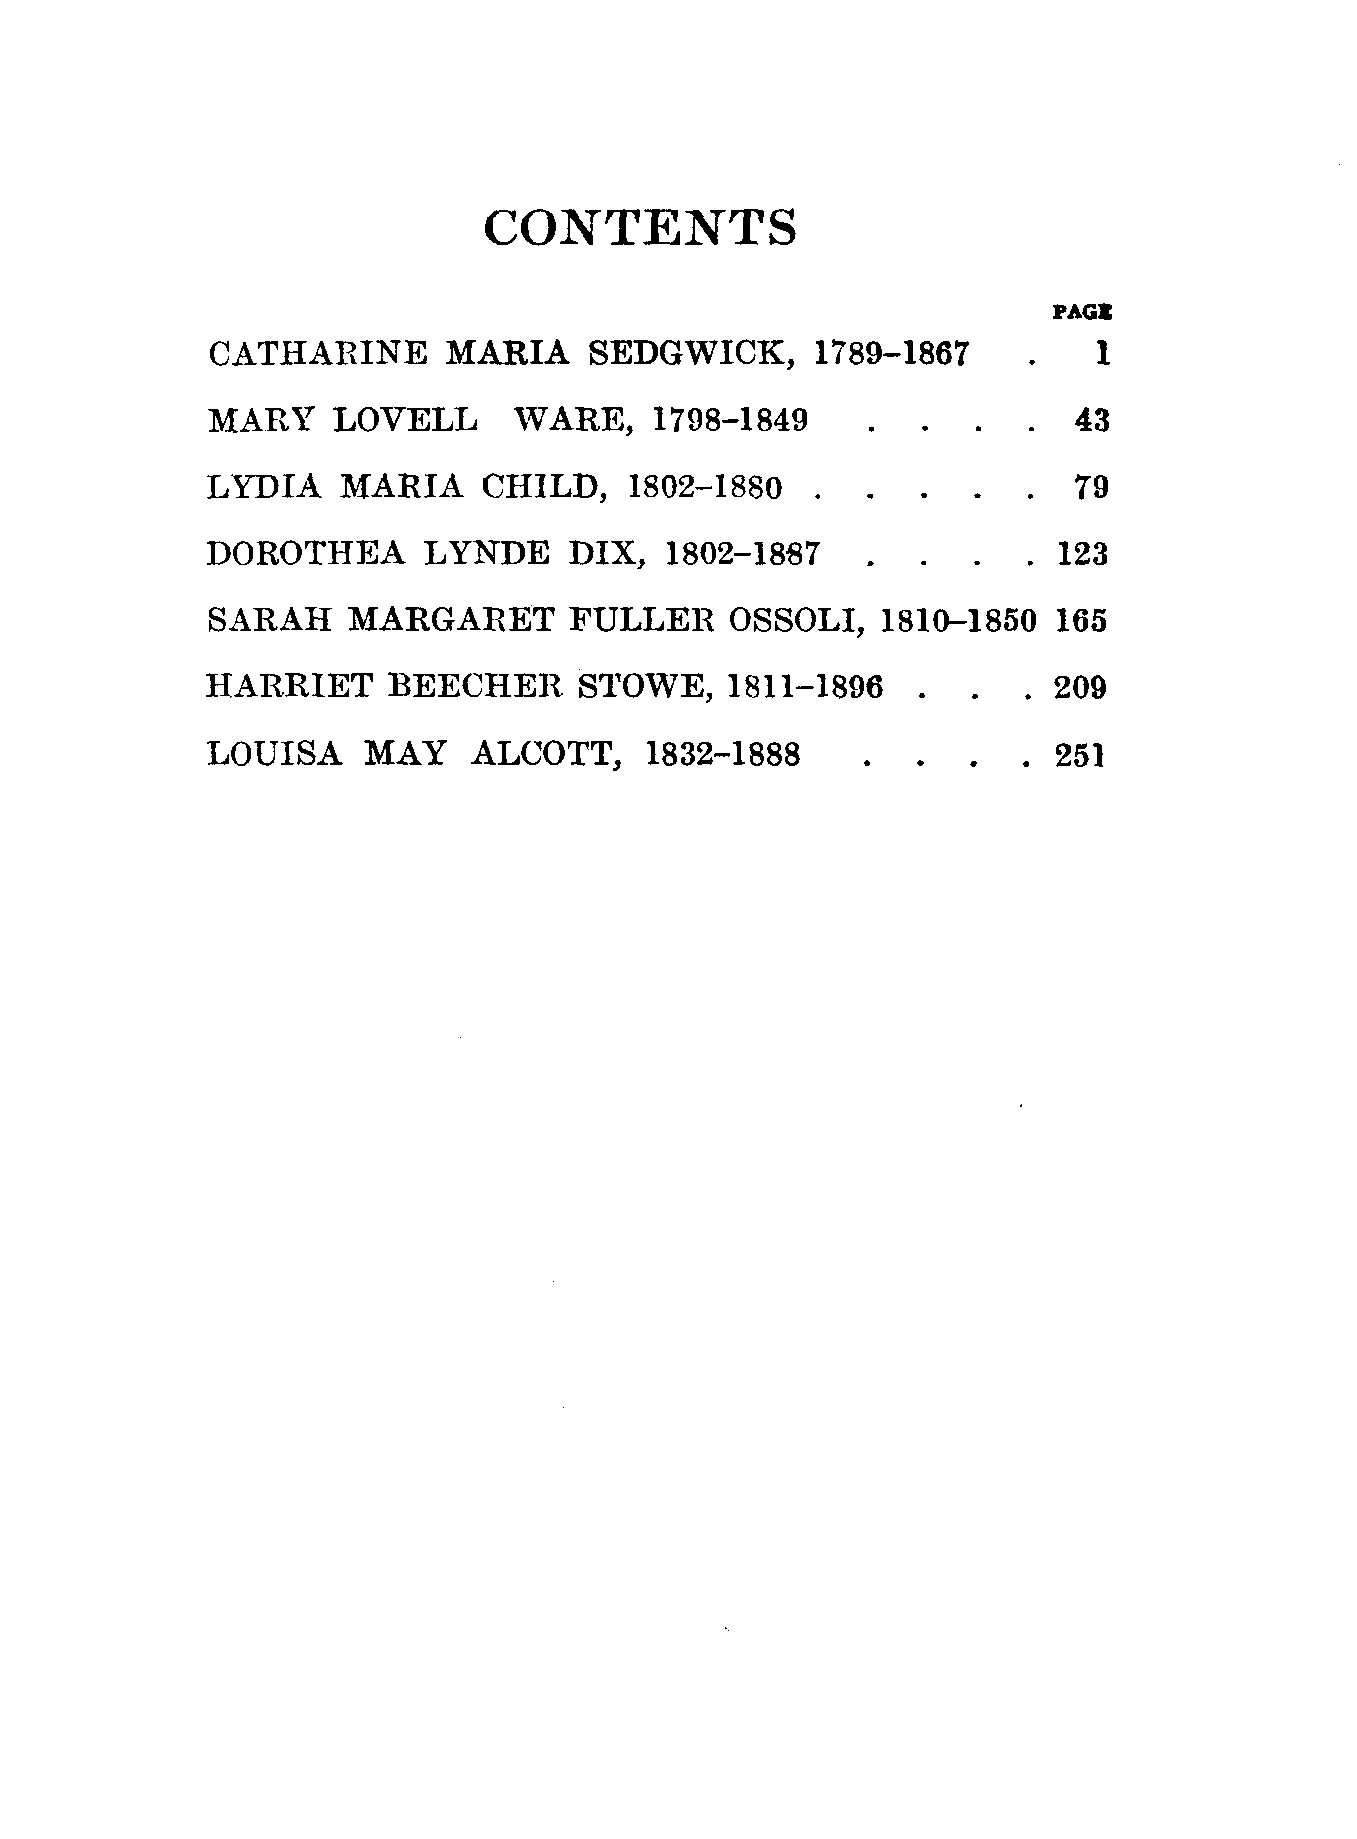 CONTENTS
PAGE
CATHARINE MARIA SEDGWICK, 1789–1867 . 1
MARY LOVELL WARE, 1798–1849 . . . . 43
LYDIA MARIA CHILD, 1802–1880 . . . . . 79
DOROTHEA LYNDE DIX, 1802–1887 . . . . 123
SARAH MARGARET FULLER OSSOLI, 1810–1850 165
HARRIET BEECHER STOWE, 1811–1896 . . . 209
LOUISA MAY ALCOTT, 1832–1888 . . . . 251